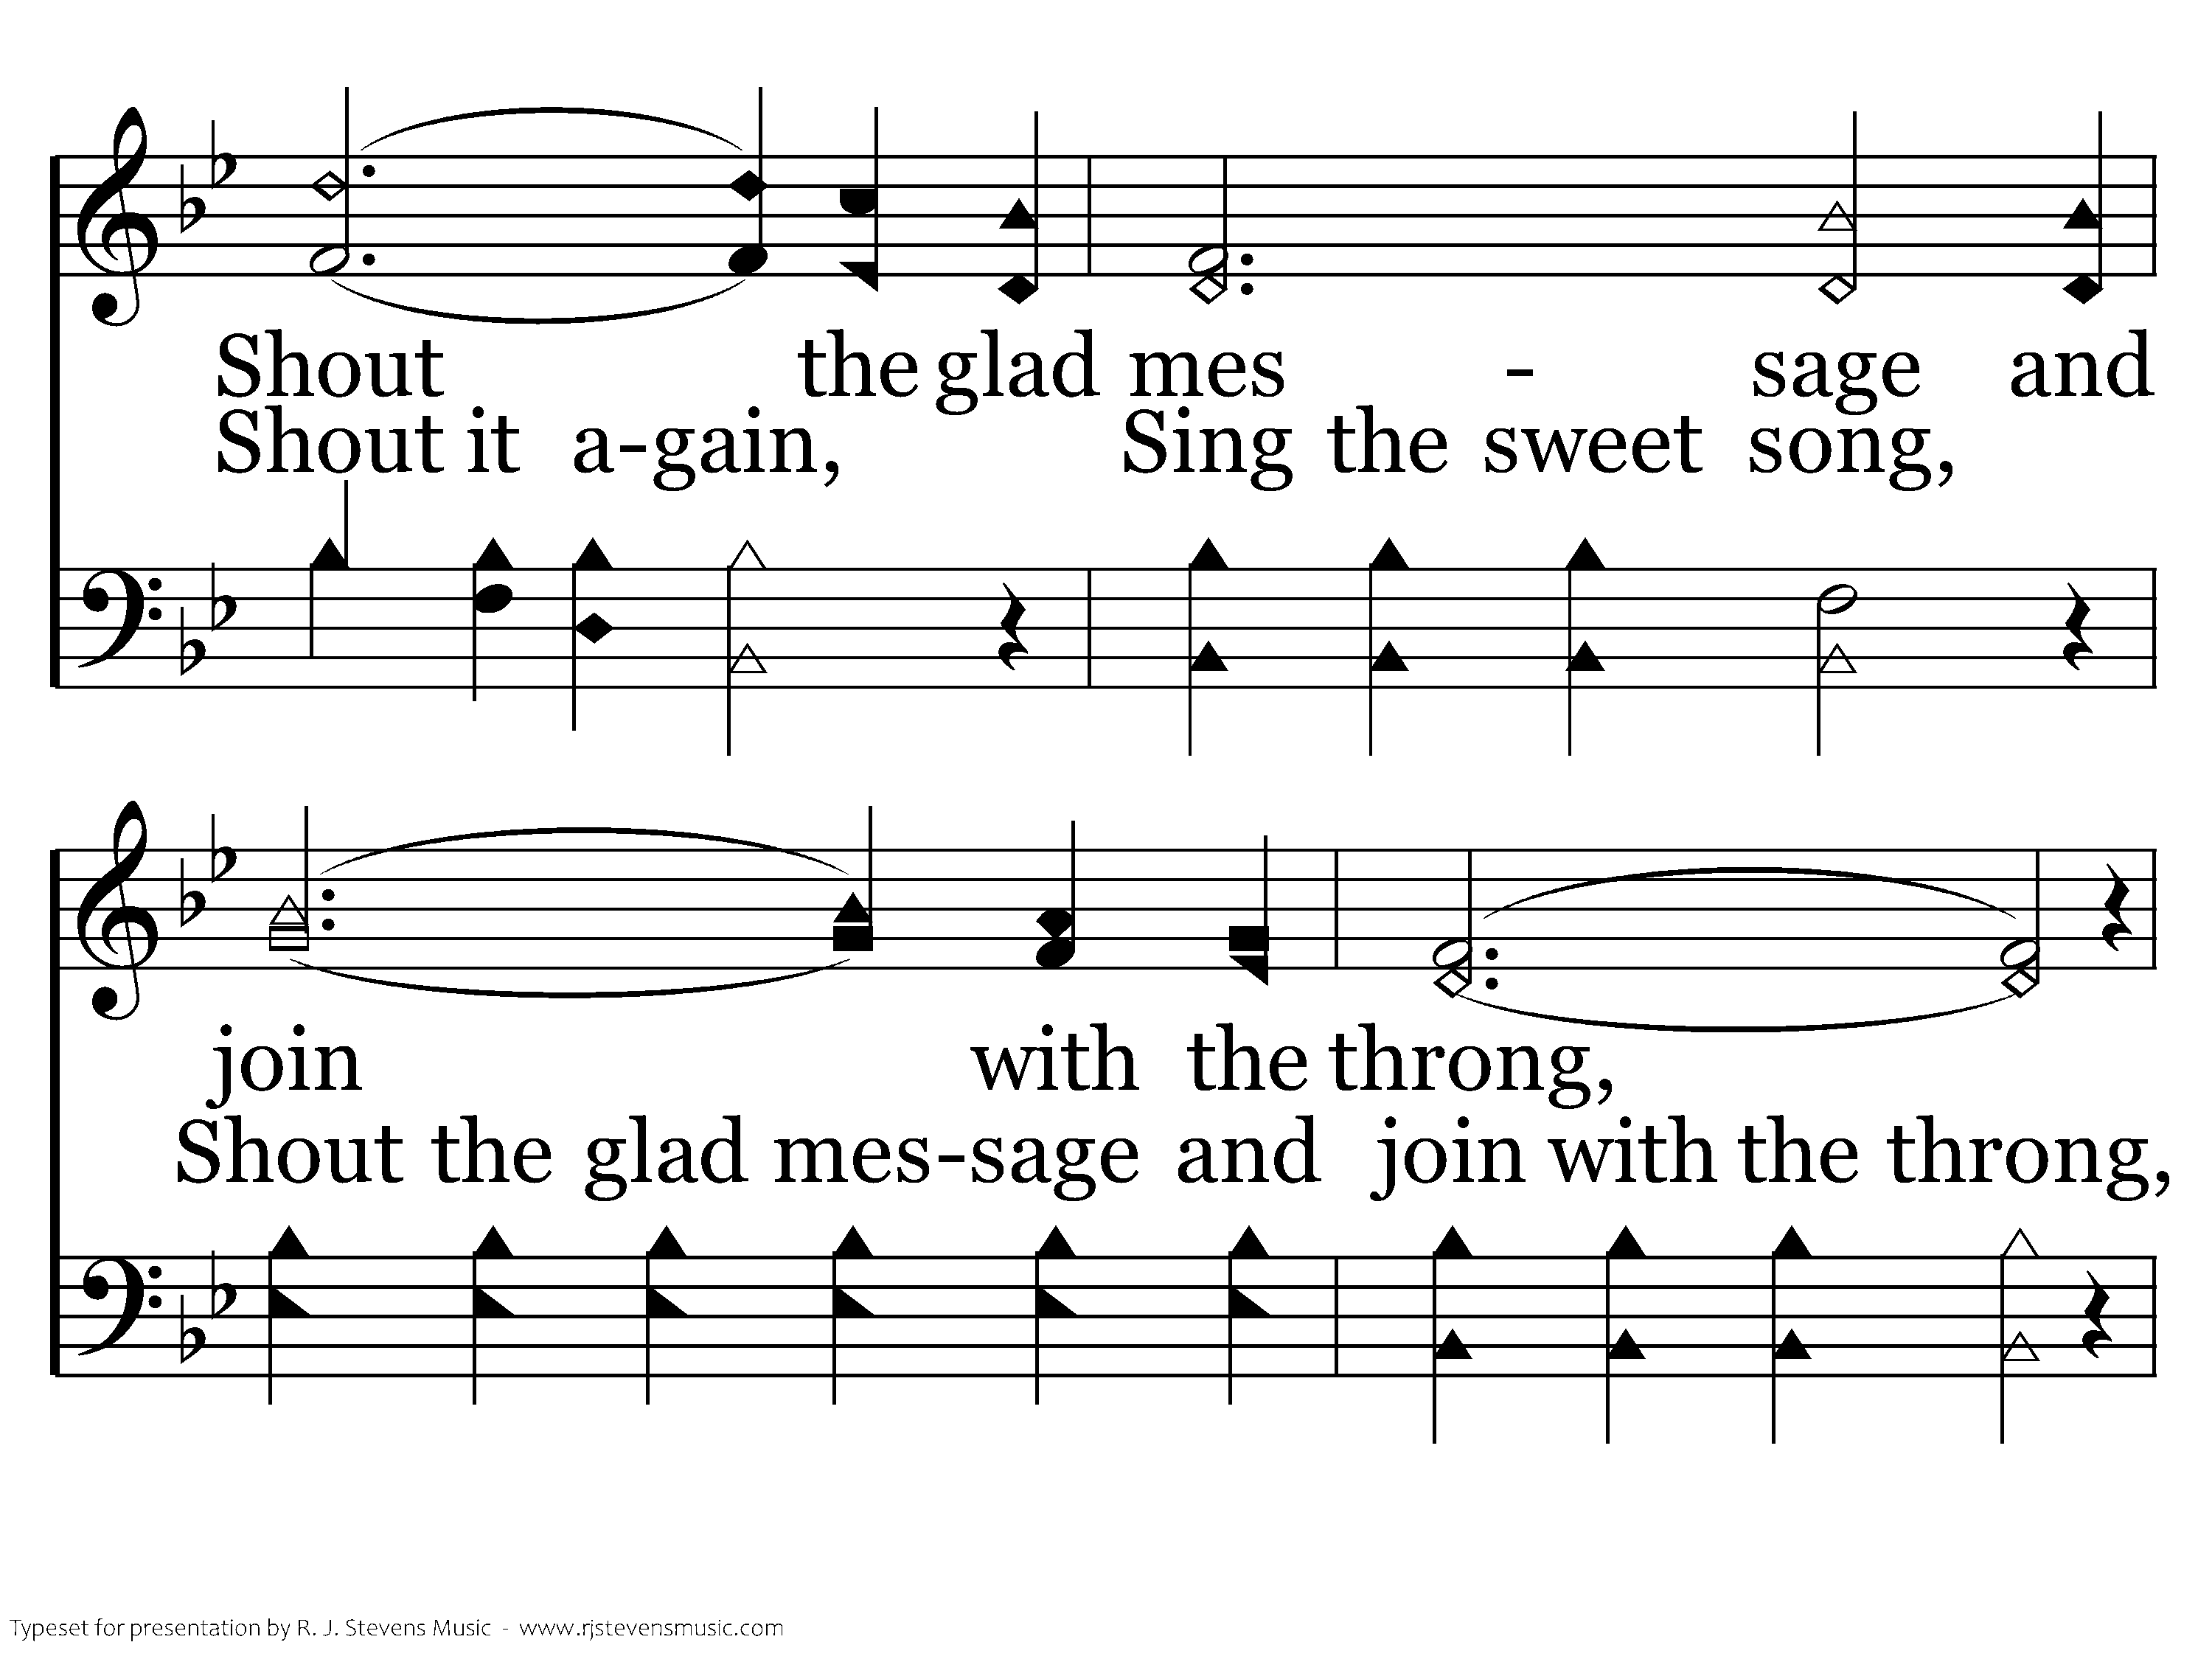 Shout the glad mes - sage and
Shout it a-gain, Sing the sweet song,
join with the throng,
Shout the glad mes-sage and join with the throng,
Typeset for presentation by R. J. Stevens Music - www.rjstevensmusic.com